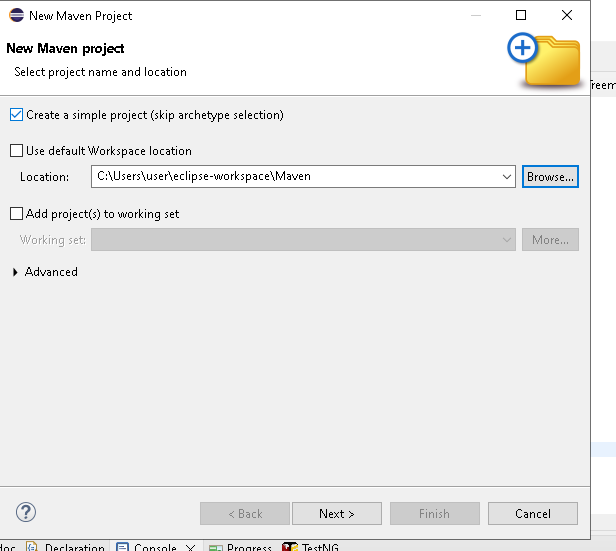 New Maven Project
New Maven project
Select project name and location
Create a simple project (skip archetype selection)
Use default Workspace location
Location: C:\Users\user\eclipse-workspace\Maven Browse...
Add project(s) to working set
Working set: More...
Advanced
< Back Next > Finish Cancel
Declaration Console Progress TestNG